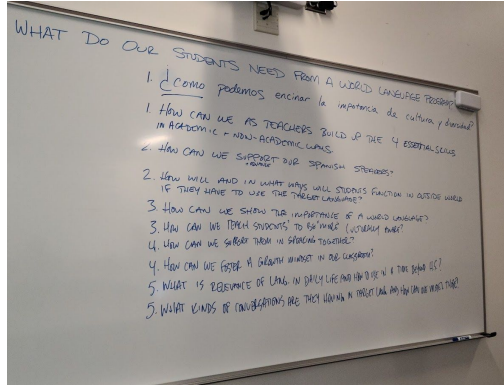 WHAT DO OUR STUDENTS NEED FROM A WORLD LANGUAGE PROGRAM?
1. ¿como podemos encinar la impotencia de cultura y diversidad?
1. HOW CAN WE AS TEACHERS BUILD UP THE 4 ESSENTIAL SKILLS
IN ACADEMIC + NON-ACADEMIC WAYS.
2. HOW CAN WE SUPPORT OUR SPANISH SPEAKERS?
2. HOW WILL AND IN WHAT WAYS WILL STUDENTS FUNCTION IN OUTSIDE WORLD
IF THEY HAVE TO USE THE TARGET LANGUAGE?
3. HOW CAN WE SHOW THE IMPORTANCE OF A WORLD LANGUAGE?
3. HOW CAN WE TEACH STUDENTS TO BE MORE CULTURALLY AWARE?
4. HOW CAN WE SUPPORT THEM IN SPEAKING TOGETHER?
4. HOW CAN WE FOSTER A GROWTH MINDSET IN OUR CLASSROOM?
5. WHAT IS RELEVANCE OF LANG. IN DAILY LIFE AND HOW TO USE IN A TIME BEYOND HS?
5. WHAT KINDS OF CONVERSATIONS ARE THEY HAVING IN TARGET LANG AND HOW CAN WE